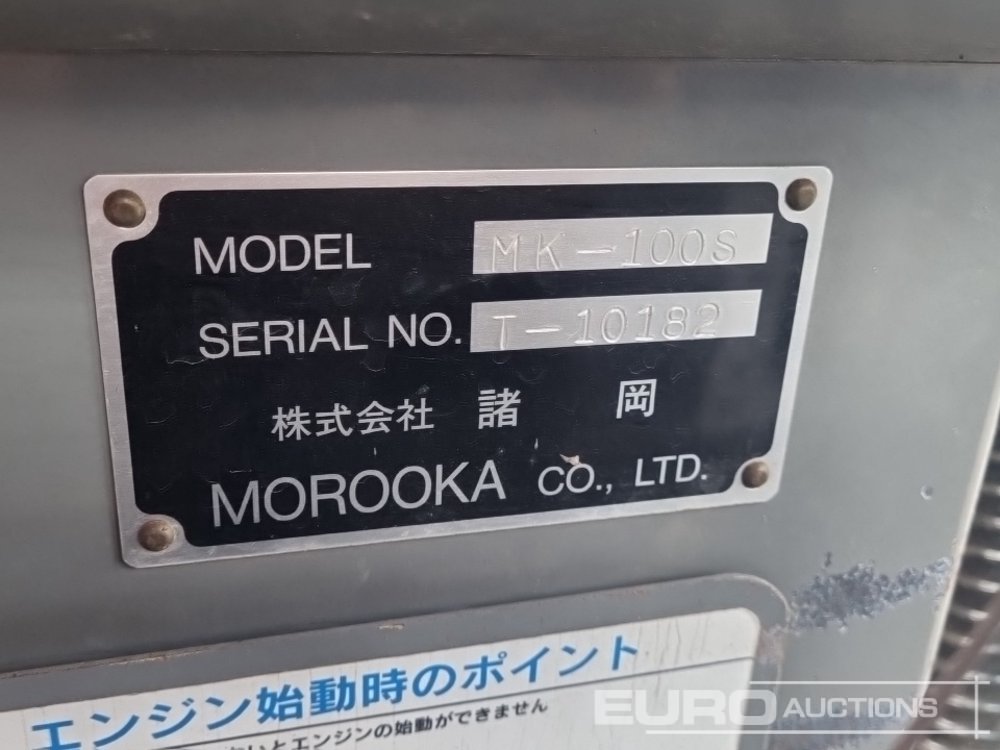 MODEL MK-100S
SERIAL NO. T-10182
株式会社 諸岡
MOROOKA CO., LTD.
エンジン始動時のポイント
いとエンジンの始動ができません
EURO AUCTIONS